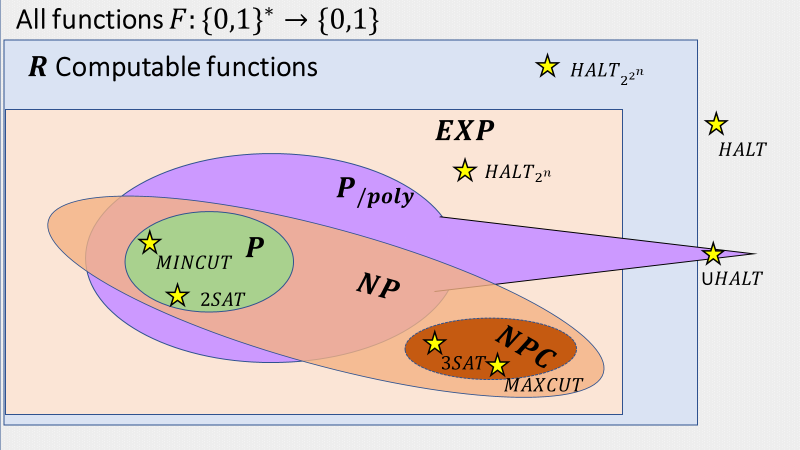 All functions F: {0,1}* → {0,1}
R Computable functions
HALT_{2^{2^n}}
HALT
EXP
HALT_{2^n}
P/poly
P
MINCUT
2SAT
NP
∪HALT
NPC
3SAT
MAXCUT